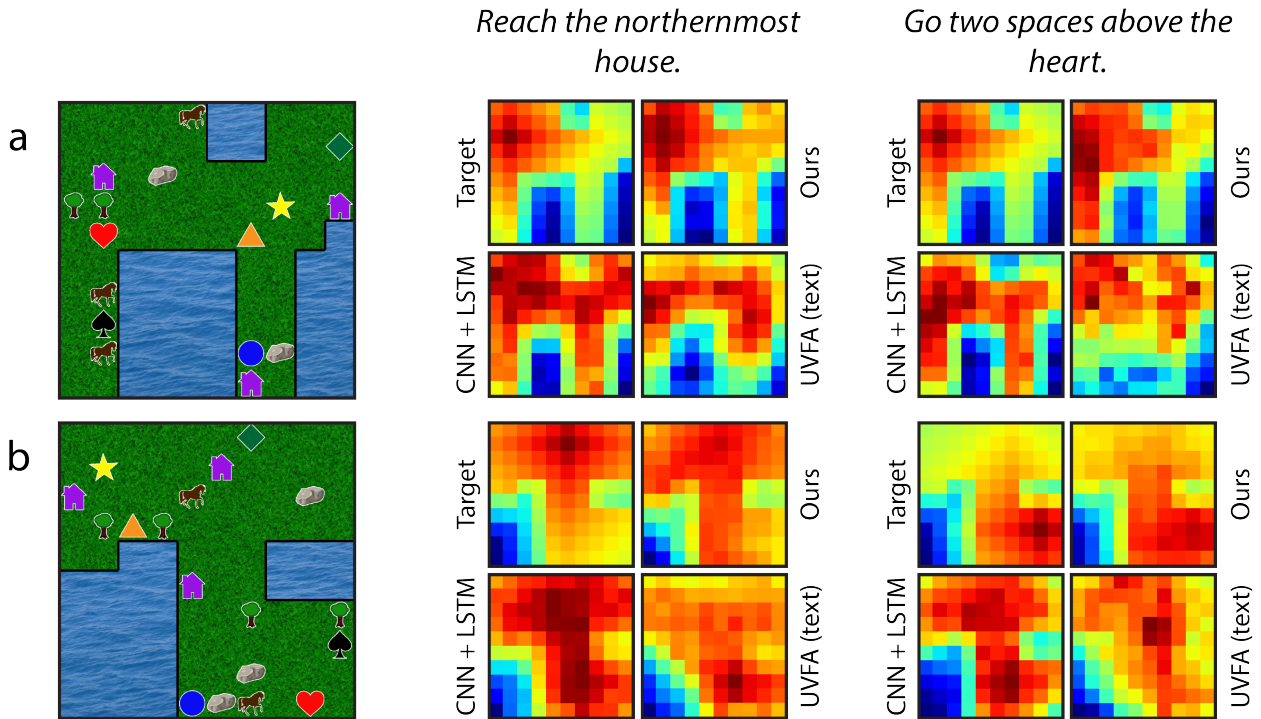 Reach the northernmost
house.
Go two spaces above the
heart.
a
Target
Ours
Target
Ours
CNN + LSTM
UVFA (text)
CNN + LSTM
UVFA (text)
b
Target
Ours
Target
Ours
CNN + LSTM
UVFA (text)
CNN + LSTM
UVFA (text)